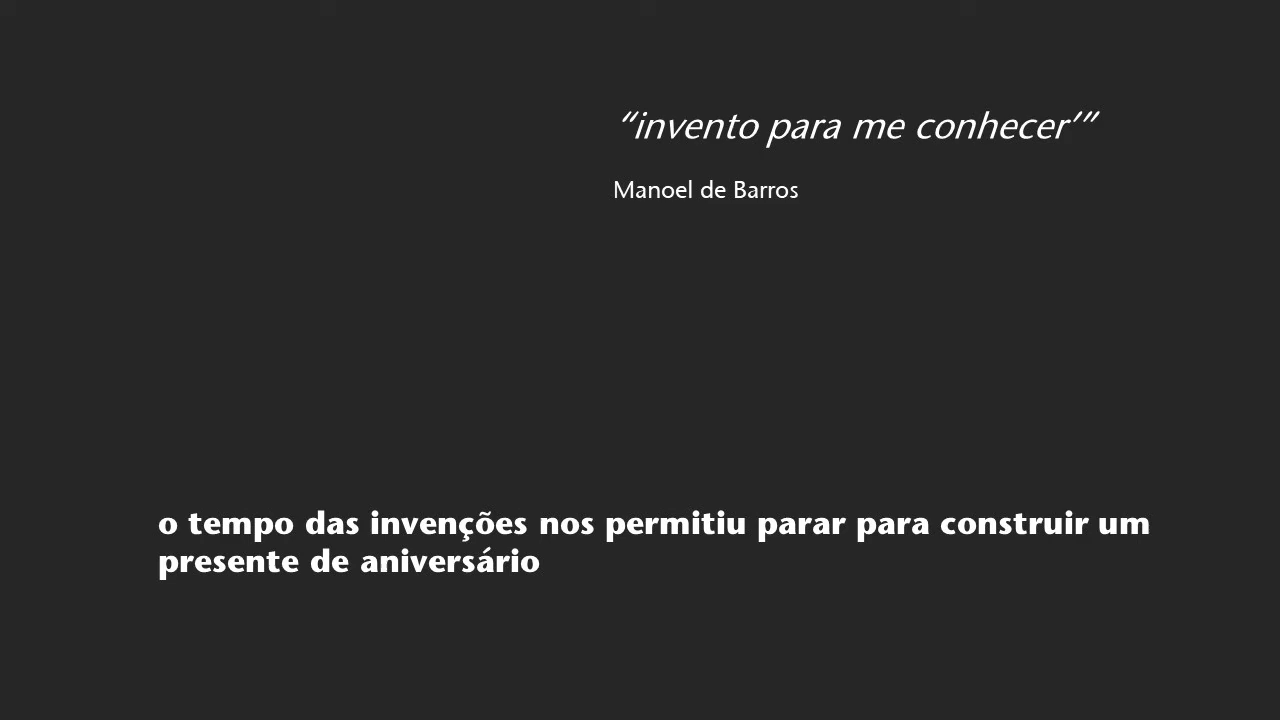 “invento para me conhecer’”
Manoel de Barros
o tempo das invenções nos permitiu parar para construir um
presente de aniversário